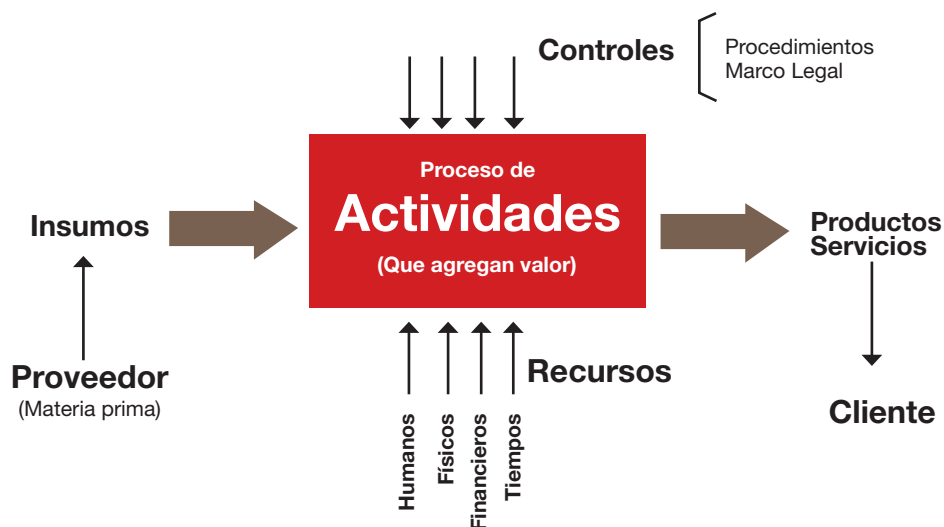 Controles
Procedimientos
Marco Legal
Proceso de
Actividades
(Que agregan valor)
Insumos
Productos
Servicios
Proveedor
(Materia prima)
Recursos
Humanos
Físicos
Financieros
Tiempos
Cliente